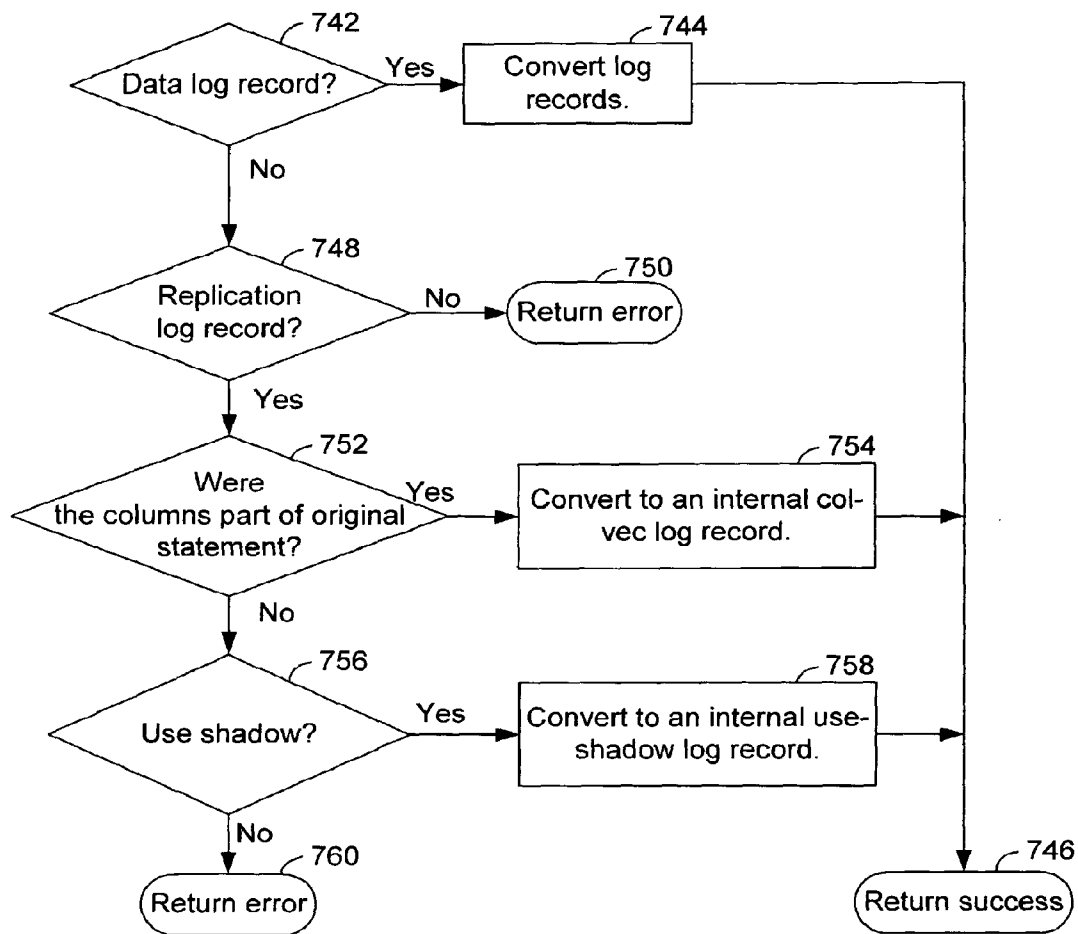 742
Data log record?
Yes
744
Convert log
records.
No
748
Replication
log record?
No
750
Return error
Yes
752
Were
the columns part of original
statement?
Yes
754
Convert to an internal col-
vec log record.
No
756
Use shadow?
Yes
758
Convert to an internal use-
shadow log record.
No
760
Return error
746
Return success